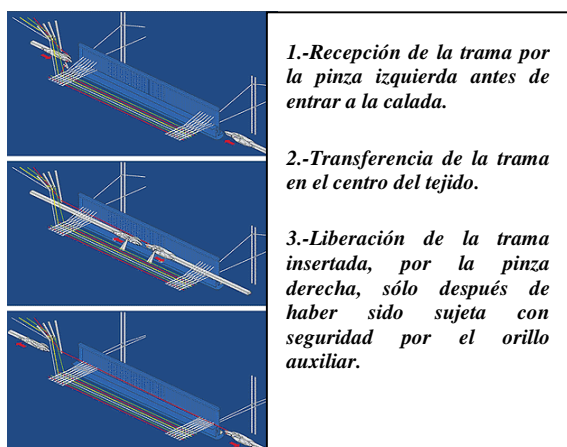 1.-Recepción de la trama por
la pinza izquierda antes de
entrar a la calada.
2.-Transferencia de la trama
en el centro del tejido.
3.-Liberación de la trama
insertada, por la pinza
derecha, sólo después de
haber sido sujeta con
seguridad por el orillo
auxiliar.